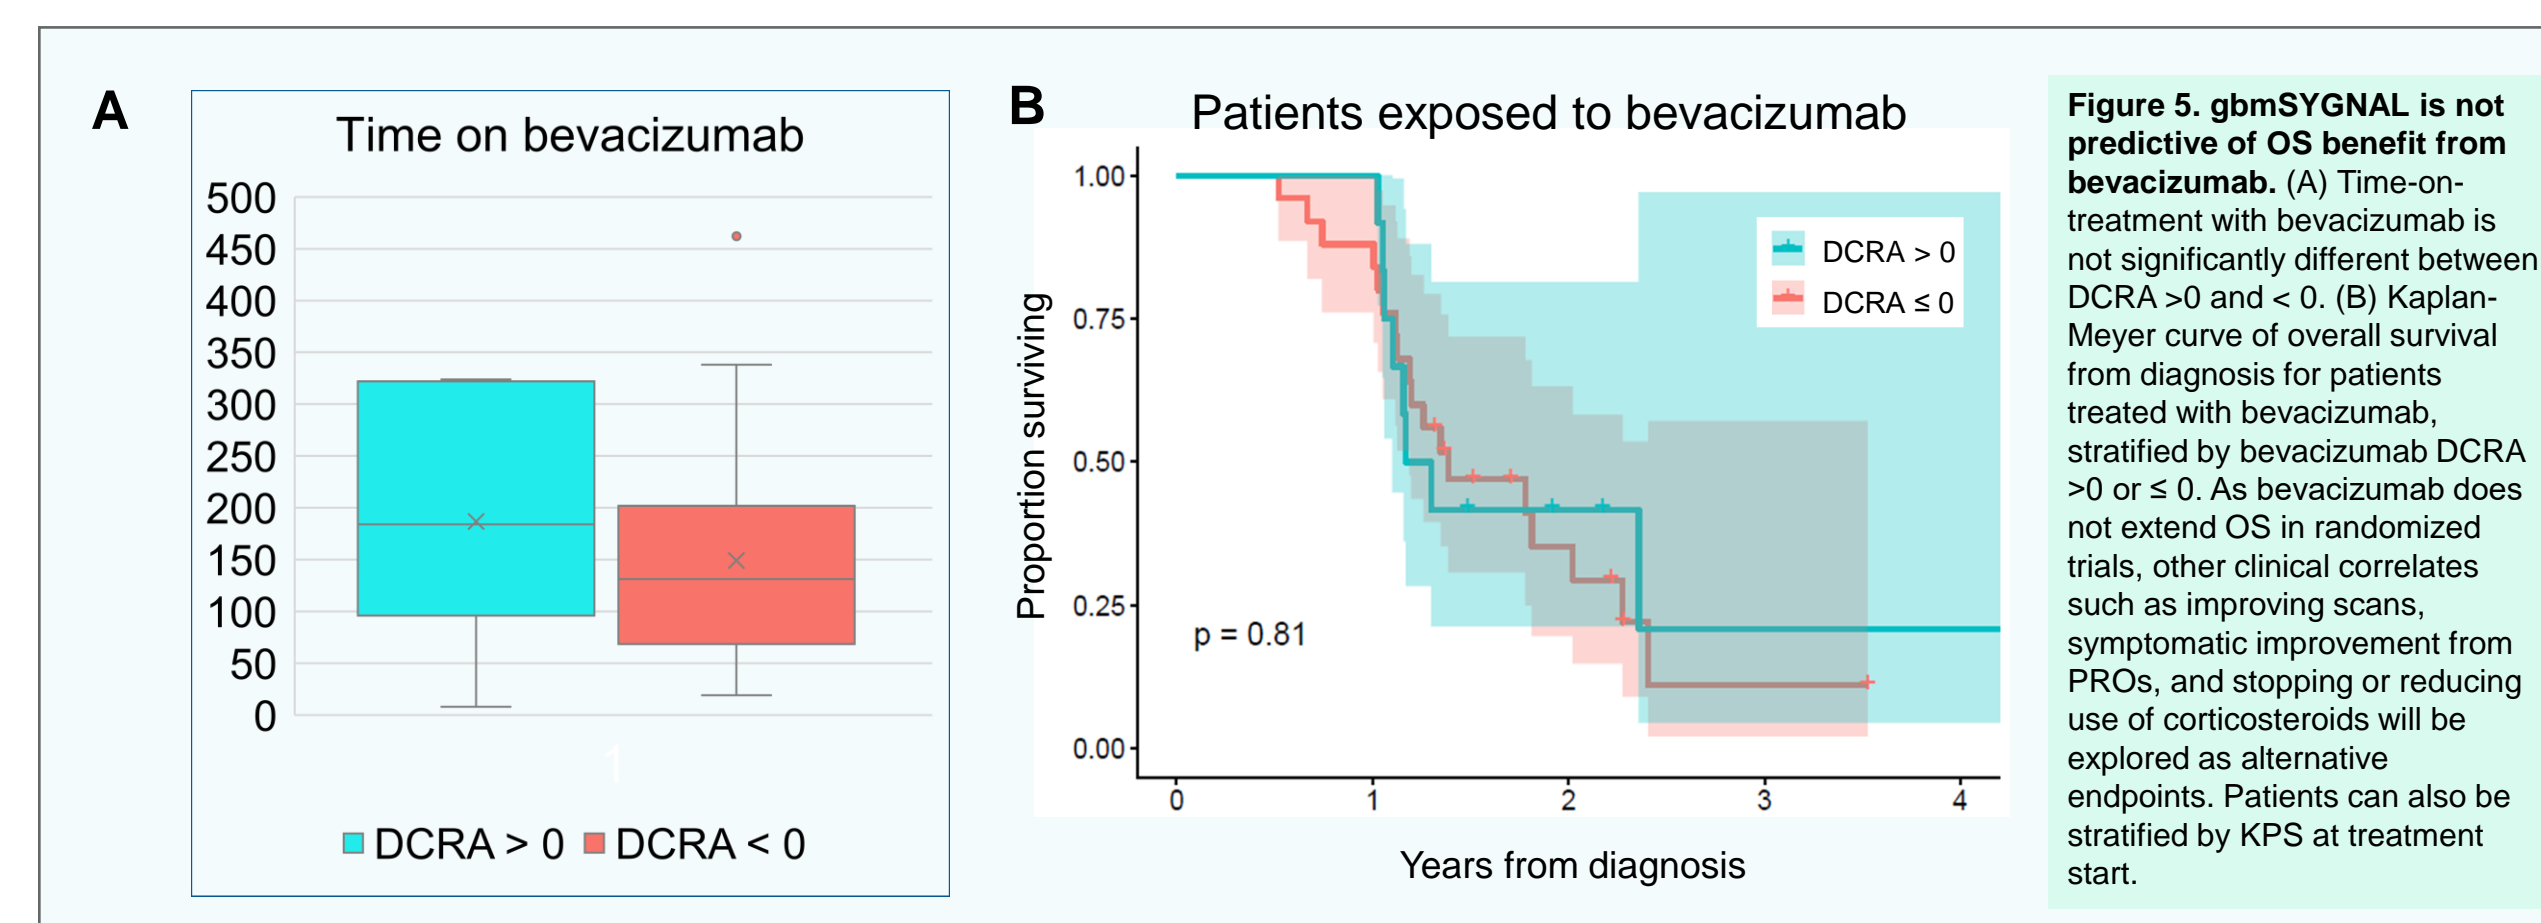 A
Time on bevacizumab
500
450
400
350
300
250
200
150
100
50
0
1
DCRA > 0 DCRA < 0
B
Patients exposed to bevacizumab
Proportion surviving
1.00
0.75
0.50
0.25
0.00
DCRA > 0
DCRA ≤ 0
p = 0.81
0 1 2 3 4
Years from diagnosis
Figure 5. gbmSYGNAL is not
predictive of OS benefit from
bevacizumab. (A) Time-on-
treatment with bevacizumab is
not significantly different between
DCRA >0 and < 0. (B) Kaplan-
Meyer curve of overall survival
from diagnosis for patients
treated with bevacizumab,
stratified by bevacizumab DCRA
>0 or ≤ 0. As bevacizumab does
not extend OS in randomized
trials, other clinical correlates
such as improving scans,
symptomatic improvement from
PROs, and stopping or reducing
use of corticosteroids will be
explored as alternative
endpoints. Patients can also be
stratified by KPS at treatment
start.